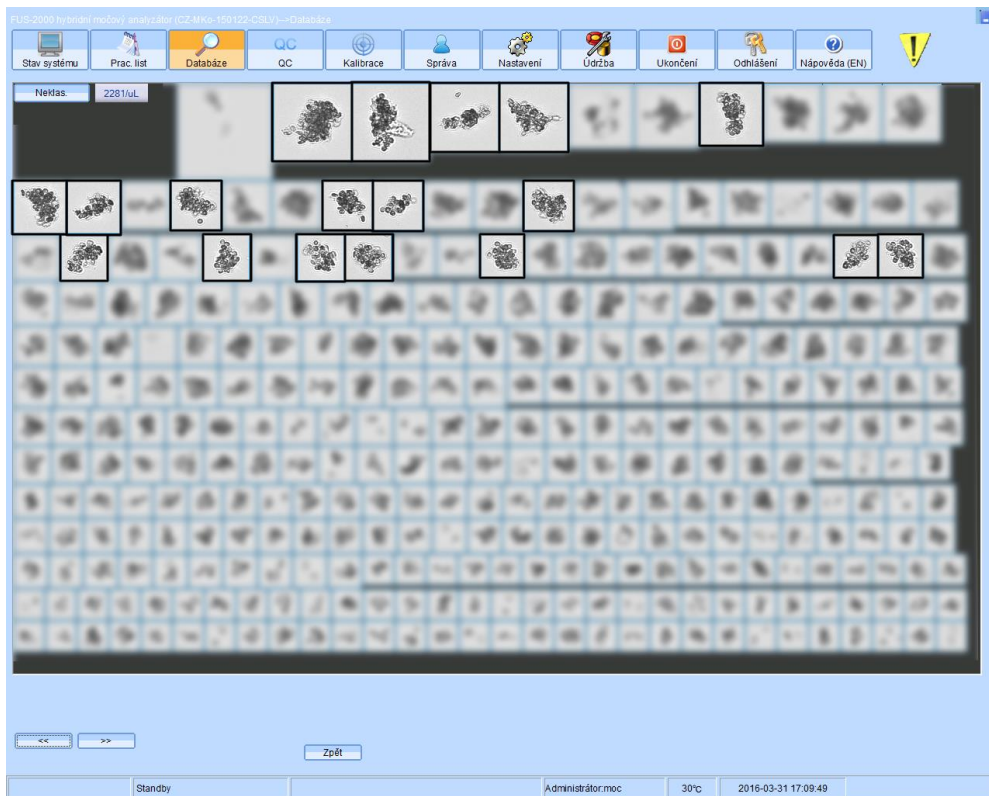 FUS-2000 hybridní močový analyzátor (CZ-MKo-150122-CSLV)-->Databáze
Stav systému
Prac. list
Databáze
QC
QC
Kalibrace
Správa
Nastavení
Údržba
Ukončení
Odhlášení
Nápověda (EN)
Neklas.
2281/uL
<<
>>
Zpět
Standby
Administrátor:moc
30°C
2016-03-31 17:09:49